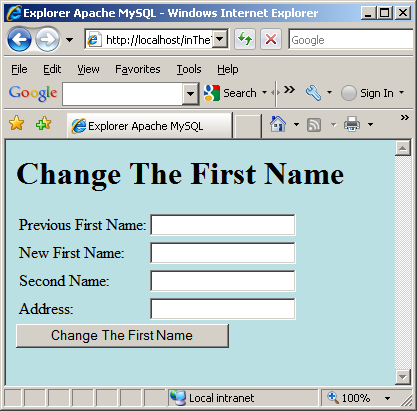 Explorer Apache MySQL - Windows Internet Explorer
http://localhost/inThe
Google
File Edit View Favorites Tools Help
Google Search Sign In
Explorer Apache MySQL
Change The First Name
Previous First Name:
New First Name:
Second Name:
Address:
Change The First Name
Local intranet 100%